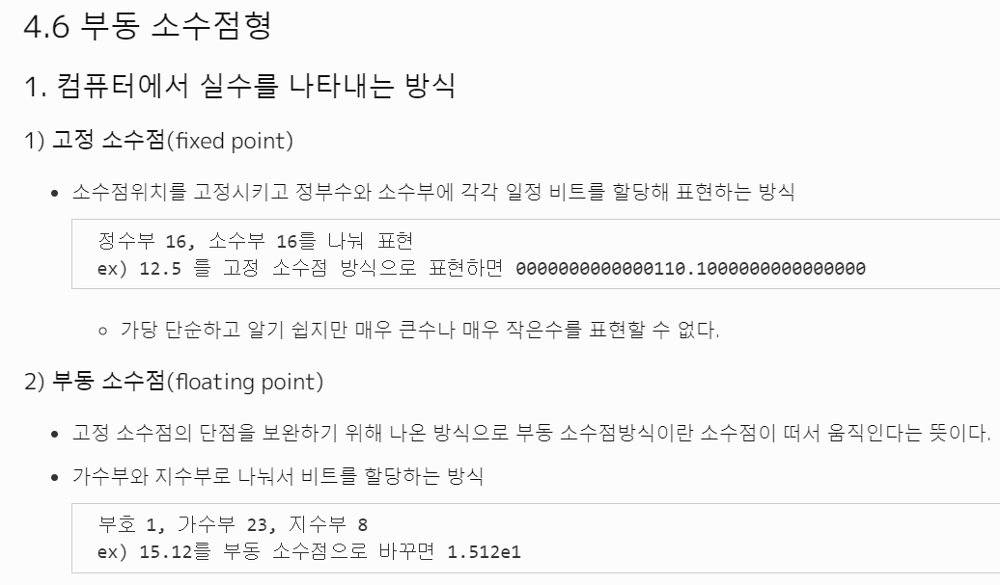 4.6 부동 소수점형
1. 컴퓨터에서 실수를 나타내는 방식
1) 고정 소수점(fixed point)
• 소수점위치를 고정시키고 정부수와 소수부에 각각 일정 비트를 할당해 표현하는 방식
정수부 16, 소수부 16를 나눠 표현
ex) 12.5 를 고정 소수점 방식으로 표현하면 0000000000000110.1000000000000000
◦ 가당 단순하고 알기 쉽지만 매우 큰수나 매우 작은수를 표현할 수 없다.
2) 부동 소수점(floating point)
• 고정 소수점의 단점을 보완하기 위해 나온 방식으로 부동 소수점방식이란 소수점이 떠서 움직인다는 뜻이다.
• 가수부와 지수부로 나눠서 비트를 할당하는 방식
부호 1, 가수부 23, 지수부 8
ex) 15.12를 부동 소수점으로 바꾸면 1.512e1